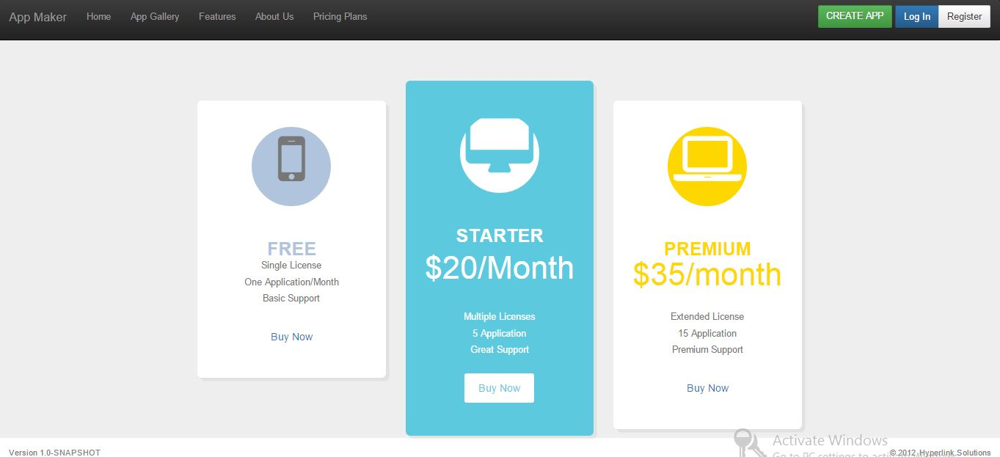 App Maker Home App Gallery Features About Us Pricing Plans CREATE APP Log In Register
FREE
Single License
One Application/Month
Basic Support
Buy Now
STARTER
$20/Month
Multiple Licenses
5 Application
Great Support
Buy Now
PREMIUM
$35/month
Extended License
15 Application
Premium Support
Buy Now
Activate Windows
Go to PC settings to
Version 1.0-SNAPSHOT
© 2012 Hyperlink Solutions